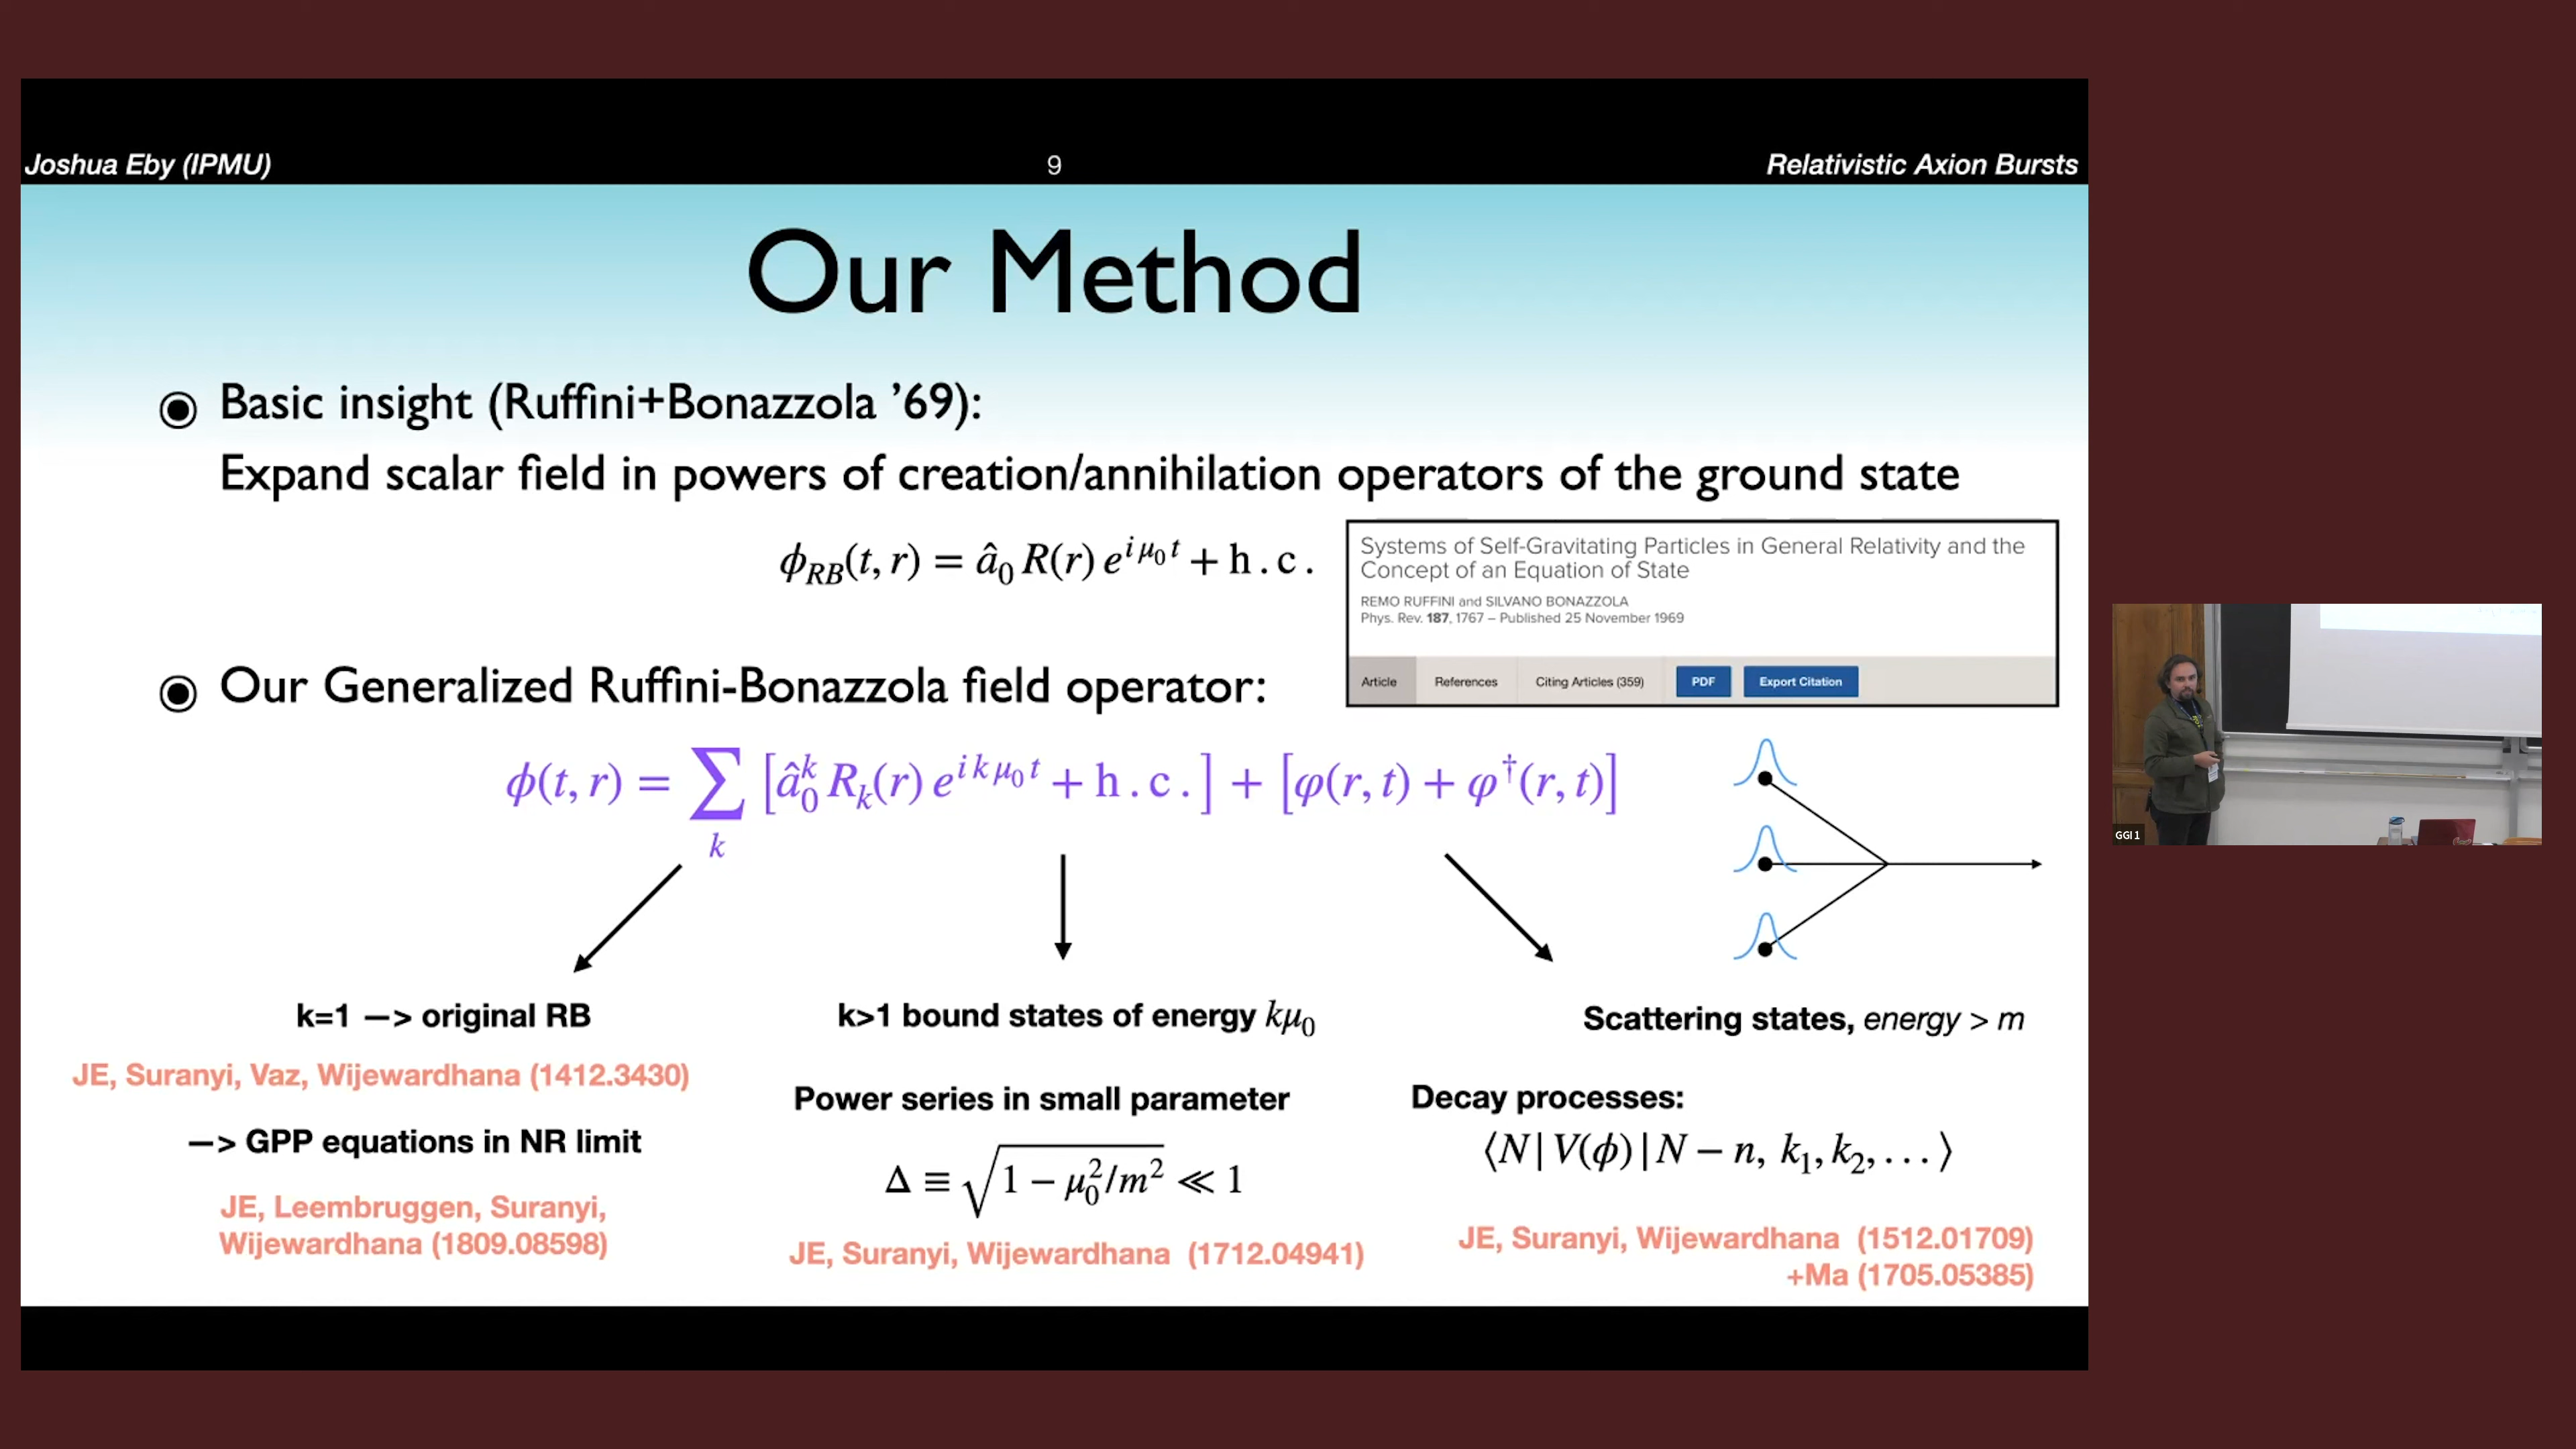 Joshua Eby (IPMU)
9
Relativistic Axion Bursts
Our Method
Basic insight (Ruffini+Bonazzola '69):
Expand scalar field in powers of creation/annihilation operators of the ground state
ϕ_RB(t, r) = â_0 R(r) e^{i μ_0 t} + h.c.
Systems of Self-Gravitating Particles in General Relativity and the
Concept of an Equation of State
REMO RUFFINI and SILVANO BONAZZOLA
Phys. Rev. 187, 1767 – Published 25 November 1969
Article References Citing Articles (359) PDF Export Citation
Our Generalized Ruffini-Bonazzola field operator:
ϕ(t, r) = ∑_k [â_0^k R_k(r) e^{i k μ_0 t} + h.c.] + [φ(r, t) + φ^†(r, t)]
k=1 —> original RB
JE, Suranyi, Vaz, Wijewardhana (1412.3430)
—> GPP equations in NR limit
JE, Leembruggen, Suranyi,
Wijewardhana (1809.08598)
k>1 bound states of energy kμ_0
Power series in small parameter
Δ ≡ √(1 − μ_0^2/m^2) ≪ 1
JE, Suranyi, Wijewardhana (1712.04941)
Scattering states, energy > m
Decay processes:
⟨N| V(ϕ) | N − n, k_1, k_2, . . . ⟩
JE, Suranyi, Wijewardhana (1512.01709)
+Ma (1705.05385)
GGI 1